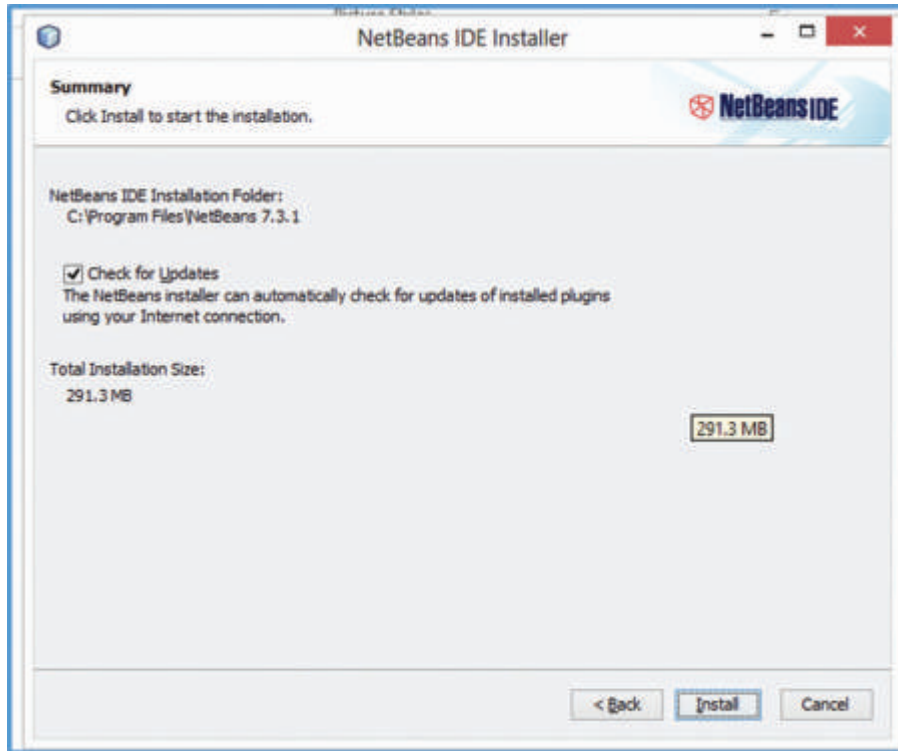 NetBeans IDE Installer
Summary
Click Install to start the installation.
NetBeans IDE
NetBeans IDE Installation Folder:
C:\Program Files\NetBeans 7.3.1
Check for Updates
The NetBeans installer can automatically check for updates of installed plugins
using your Internet connection.
Total Installation Size:
291.3 MB
291.3 MB
< Back
Install
Cancel